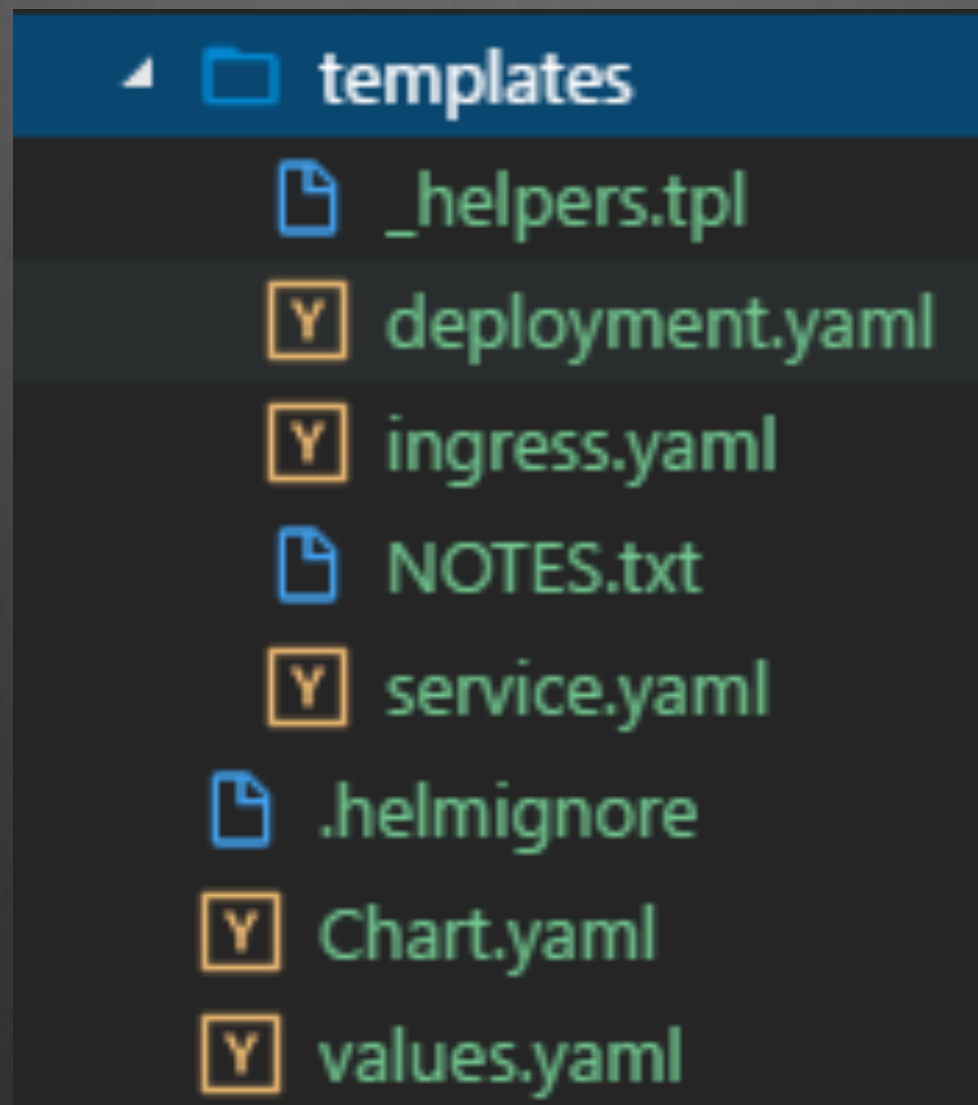 templates
_helpers.tpl
Y deployment.yaml
Y ingress.yaml
NOTES.txt
Y service.yaml
.helmignore
Y Chart.yaml
Y values.yaml